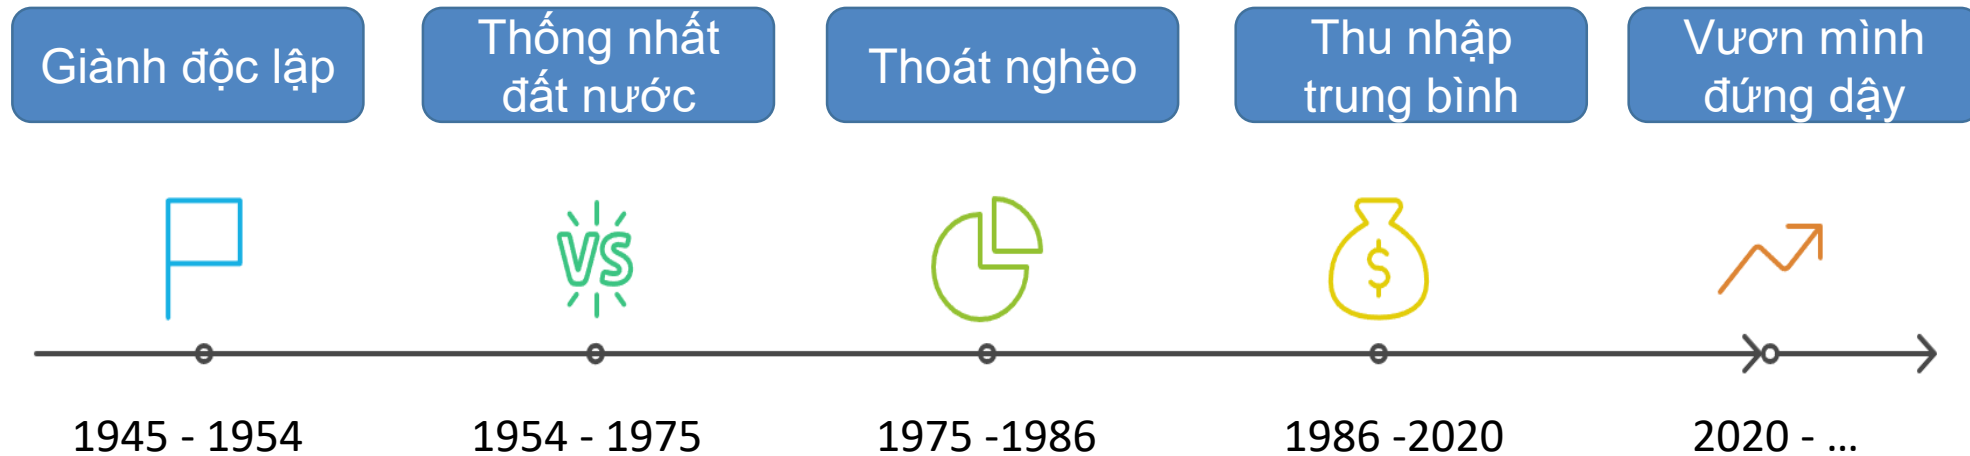 Giành độc lập
Thống nhất
đất nước
Thoát nghèo
Thu nhập
trung bình
Vươn mình
đứng dậy
VS
$
1945 - 1954
1954 - 1975
1975 -1986
1986 -2020
2020 - ...